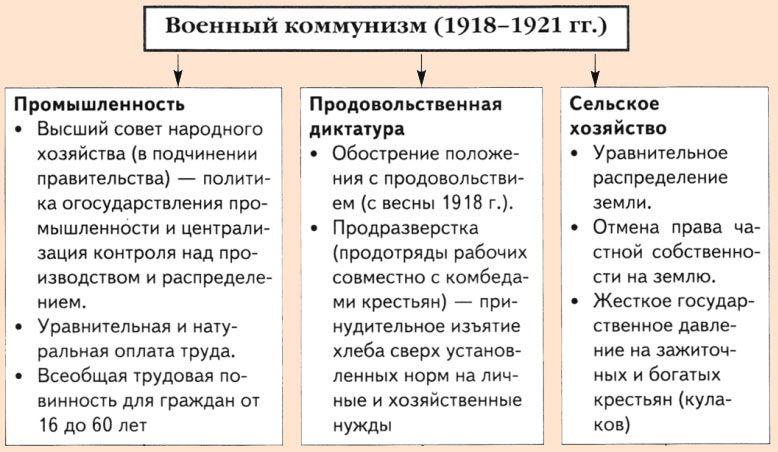 Военный коммунизм (1918–1921 гг.)
Промышленность
• Высший совет народного
хозяйства (в подчинении
правительства) — полити-
ка огосударствления про-
мышленности и централи-
зация контроля над про-
изводством и распределе-
нием.
• Уравнительная и нату-
ральная оплата труда.
• Всеобщая трудовая по-
винность для граждан от
16 до 60 лет
Продовольственная
диктатура
• Обострение положе-
ния с продовольстви-
ем (с весны 1918 г.).
• Продразверстка
(продотряды рабочих
совместно с комбеда-
ми крестьян) — при-
нудительное изъятие
хлеба сверх установ-
ленных норм на лич-
ные и хозяйственные
нужды
Сельское
хозяйство
• Уравнительное
распределение
земли.
• Отмена права ча-
стной собственно-
сти на землю.
• Жесткое государ-
ственное давле-
ние на зажиточ-
ных и богатых
крестьян (кула-
ков)